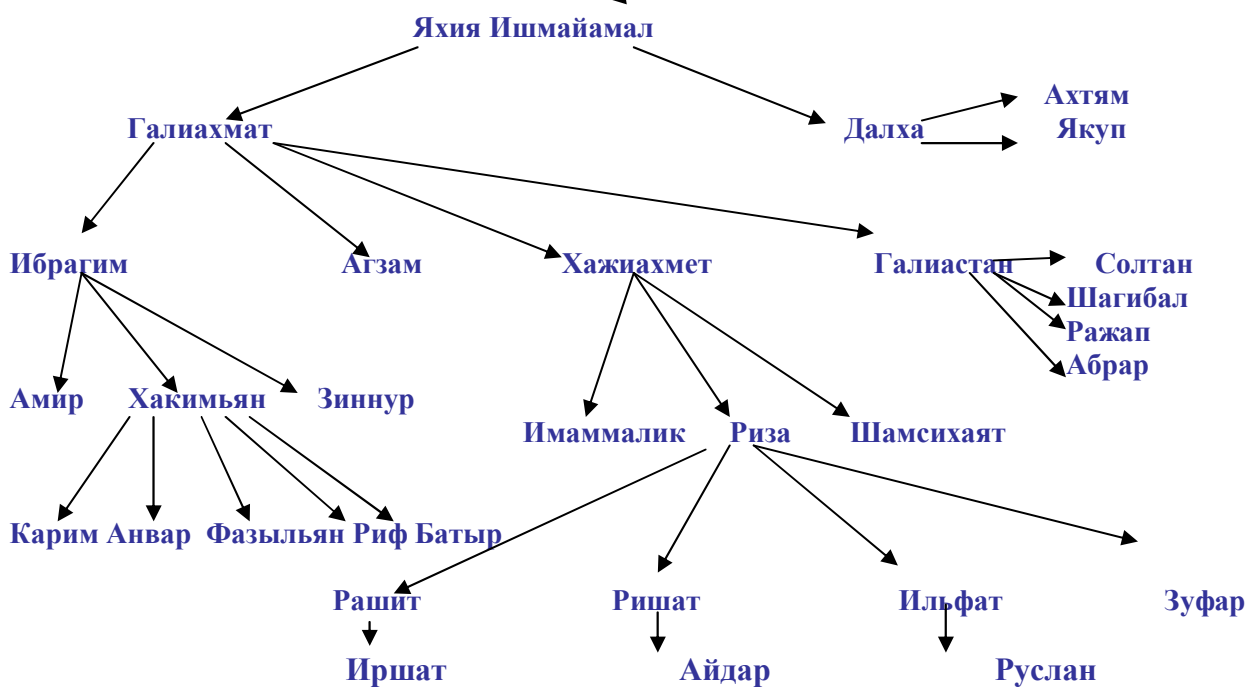 Яхия Ишмайамал
Ахтям
Галиахмат Далха Якуп
Ибрагим Агзам Хажиахмет Галиастан Солтан
Шагибал
Ражап
Абрар
Амир Хакимьян Зиннур
Имаммалик Риза Шамсихаят
Карим Анвар Фазыльян Риф Батыр
Рашит Ришат Ильфат Зуфар
Иршат Айдар Руслан